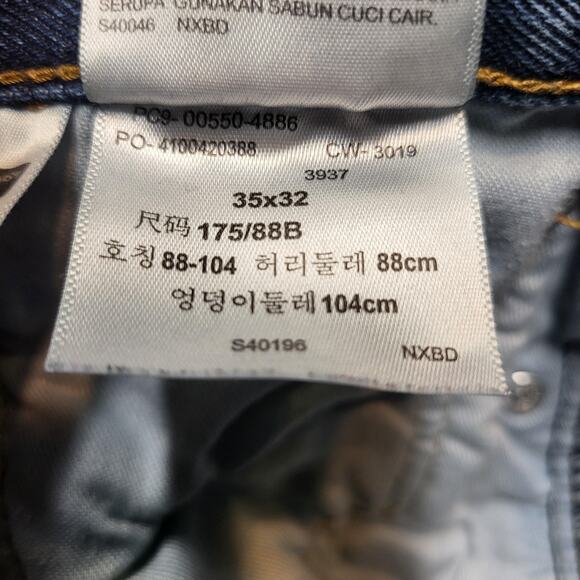 SERUPA GUNAKAN SABUN CUCI CAIR.
S40046 NXBD
PC9- 00550-4886
PO- 4100420388 CW- 3019
3937
35x32
尺码 175/88B
호칭 88-104 허리둘레 88cm
엉덩이둘레 104cm
S40196 NXBD